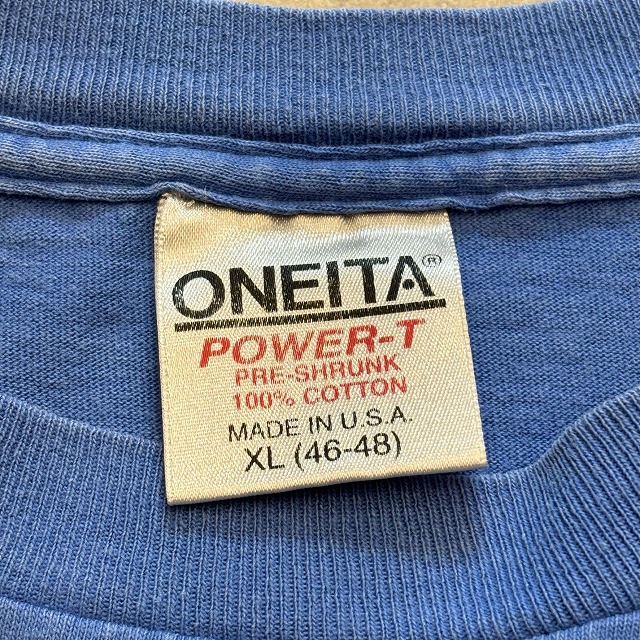 ONEITA®
POWER-T
PRE-SHRUNK
100% COTTON
MADE IN U.S.A.
XL (46-48)